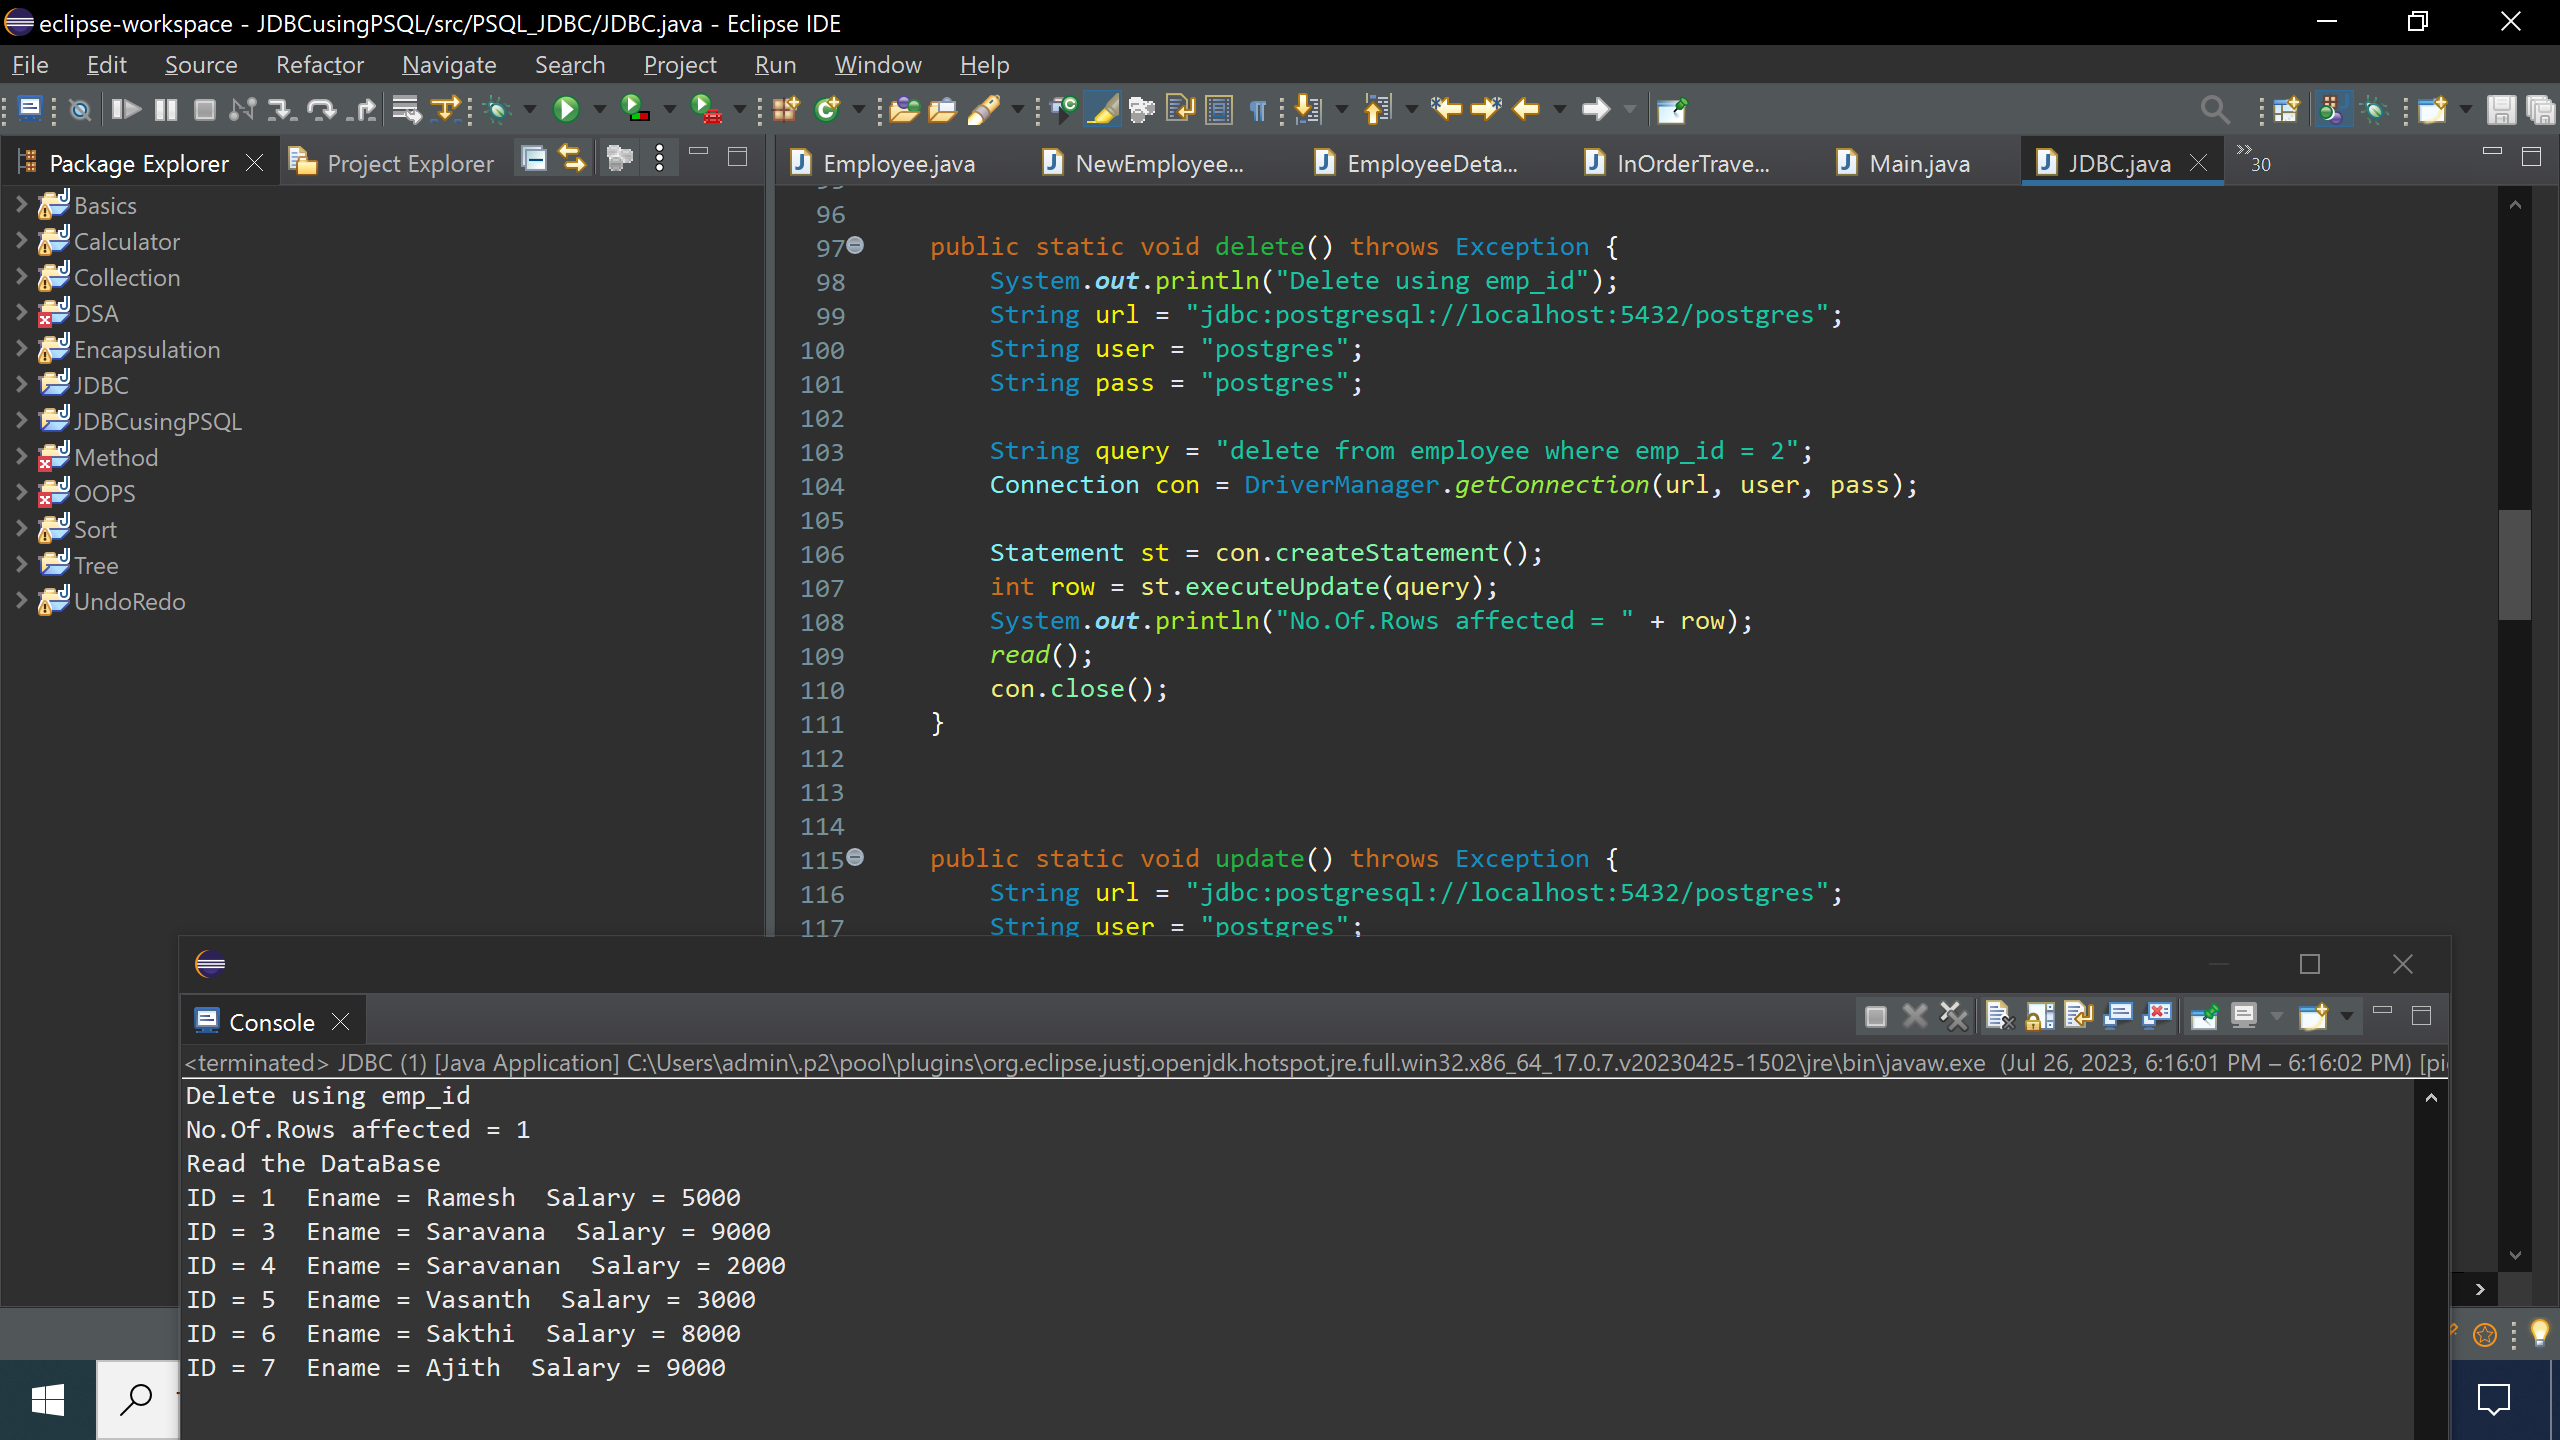 eclipse-workspace - JDBCusingPSQL/src/PSQL_JDBC/JDBC.java - Eclipse IDE
File Edit Source Refactor Navigate Search Project Run Window Help
Package Explorer Project Explorer
Employee.java NewEmployee... EmployeeDeta... InOrderTrave... Main.java JDBC.java 30
Basics
Calculator
Collection
DSA
Encapsulation
JDBC
JDBCusingPSQL
Method
OOPS
Sort
Tree
UndoRedo
96
97 public static void delete() throws Exception {
98 System.out.println("Delete using emp_id");
99 String url = "jdbc:postgresql://localhost:5432/postgres";
100 String user = "postgres";
101 String pass = "postgres";
102
103 String query = "delete from employee where emp_id = 2";
104 Connection con = DriverManager.getConnection(url, user, pass);
105
106 Statement st = con.createStatement();
107 int row = st.executeUpdate(query);
108 System.out.println("No.Of.Rows affected = " + row);
109 read();
110 con.close();
111 }
112
113
114
115 public static void update() throws Exception {
116 String url = "jdbc:postgresql://localhost:5432/postgres";
117 String user = "postgres";
Console
<terminated> JDBC (1) [Java Application] C:\Users\admin\.p2\pool\plugins\org.eclipse.justj.openjdk.hotspot.jre.full.win32.x86_64_17.0.7.v20230425-1502\jre\bin\javaw.exe (Jul 26, 2023, 6:16:01 PM – 6:16:02 PM) [pi
Delete using emp_id
No.Of.Rows affected = 1
Read the DataBase
ID = 1 Ename = Ramesh Salary = 5000
ID = 3 Ename = Saravana Salary = 9000
ID = 4 Ename = Saravanan Salary = 2000
ID = 5 Ename = Vasanth Salary = 3000
ID = 6 Ename = Sakthi Salary = 8000
ID = 7 Ename = Ajith Salary = 9000